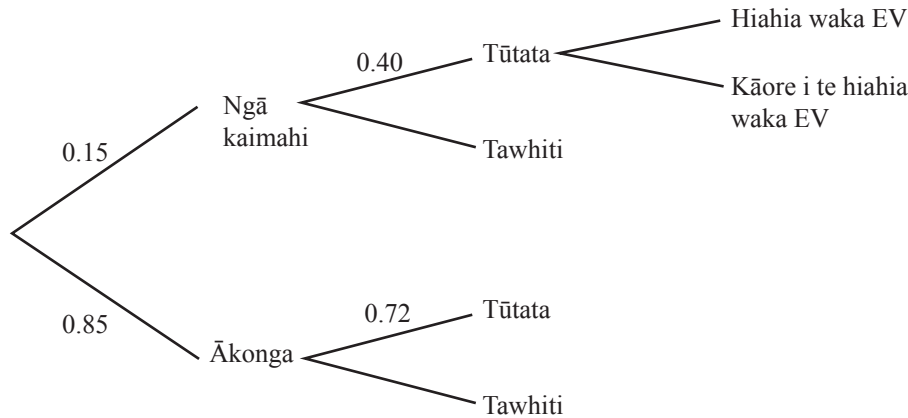 Hiahia waka EV
0.40
Tūtata
Kāore i te hiahia
waka EV
Ngā
kaimahi
Tawhiti
0.15
0.85
Ākonga
0.72
Tūtata
Tawhiti